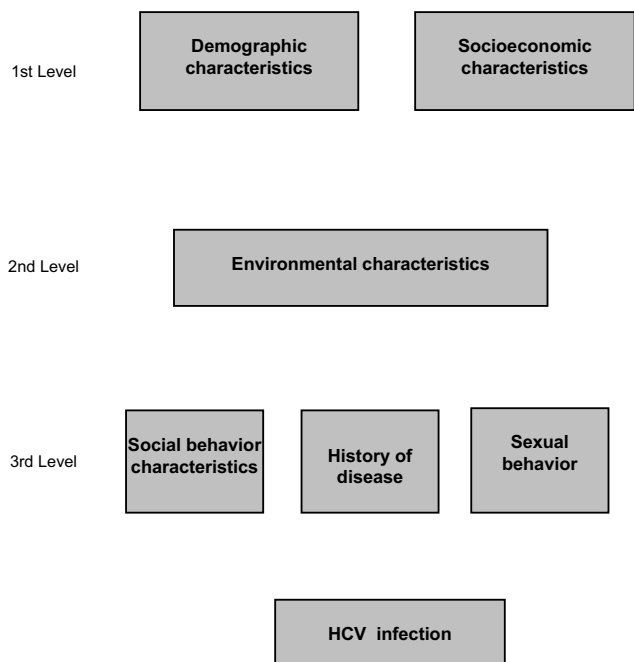 1st Level
Demographic
characteristics
Socioeconomic
characteristics
2nd Level
Environmental characteristics
3rd Level
Social behavior
characteristics
History of
disease
Sexual
behavior
HCV infection